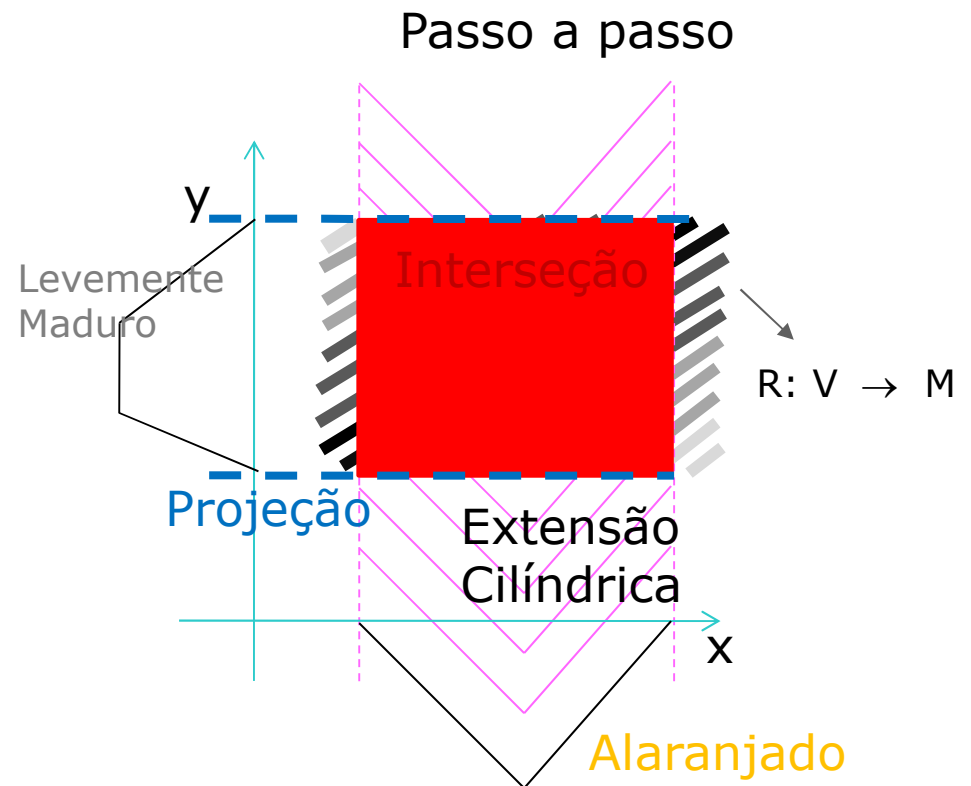 Passo a passo
y
Levemente
Maduro
Interseção
R: V → M
Projeção
Extensão
Cilíndrica
x
Alaranjado